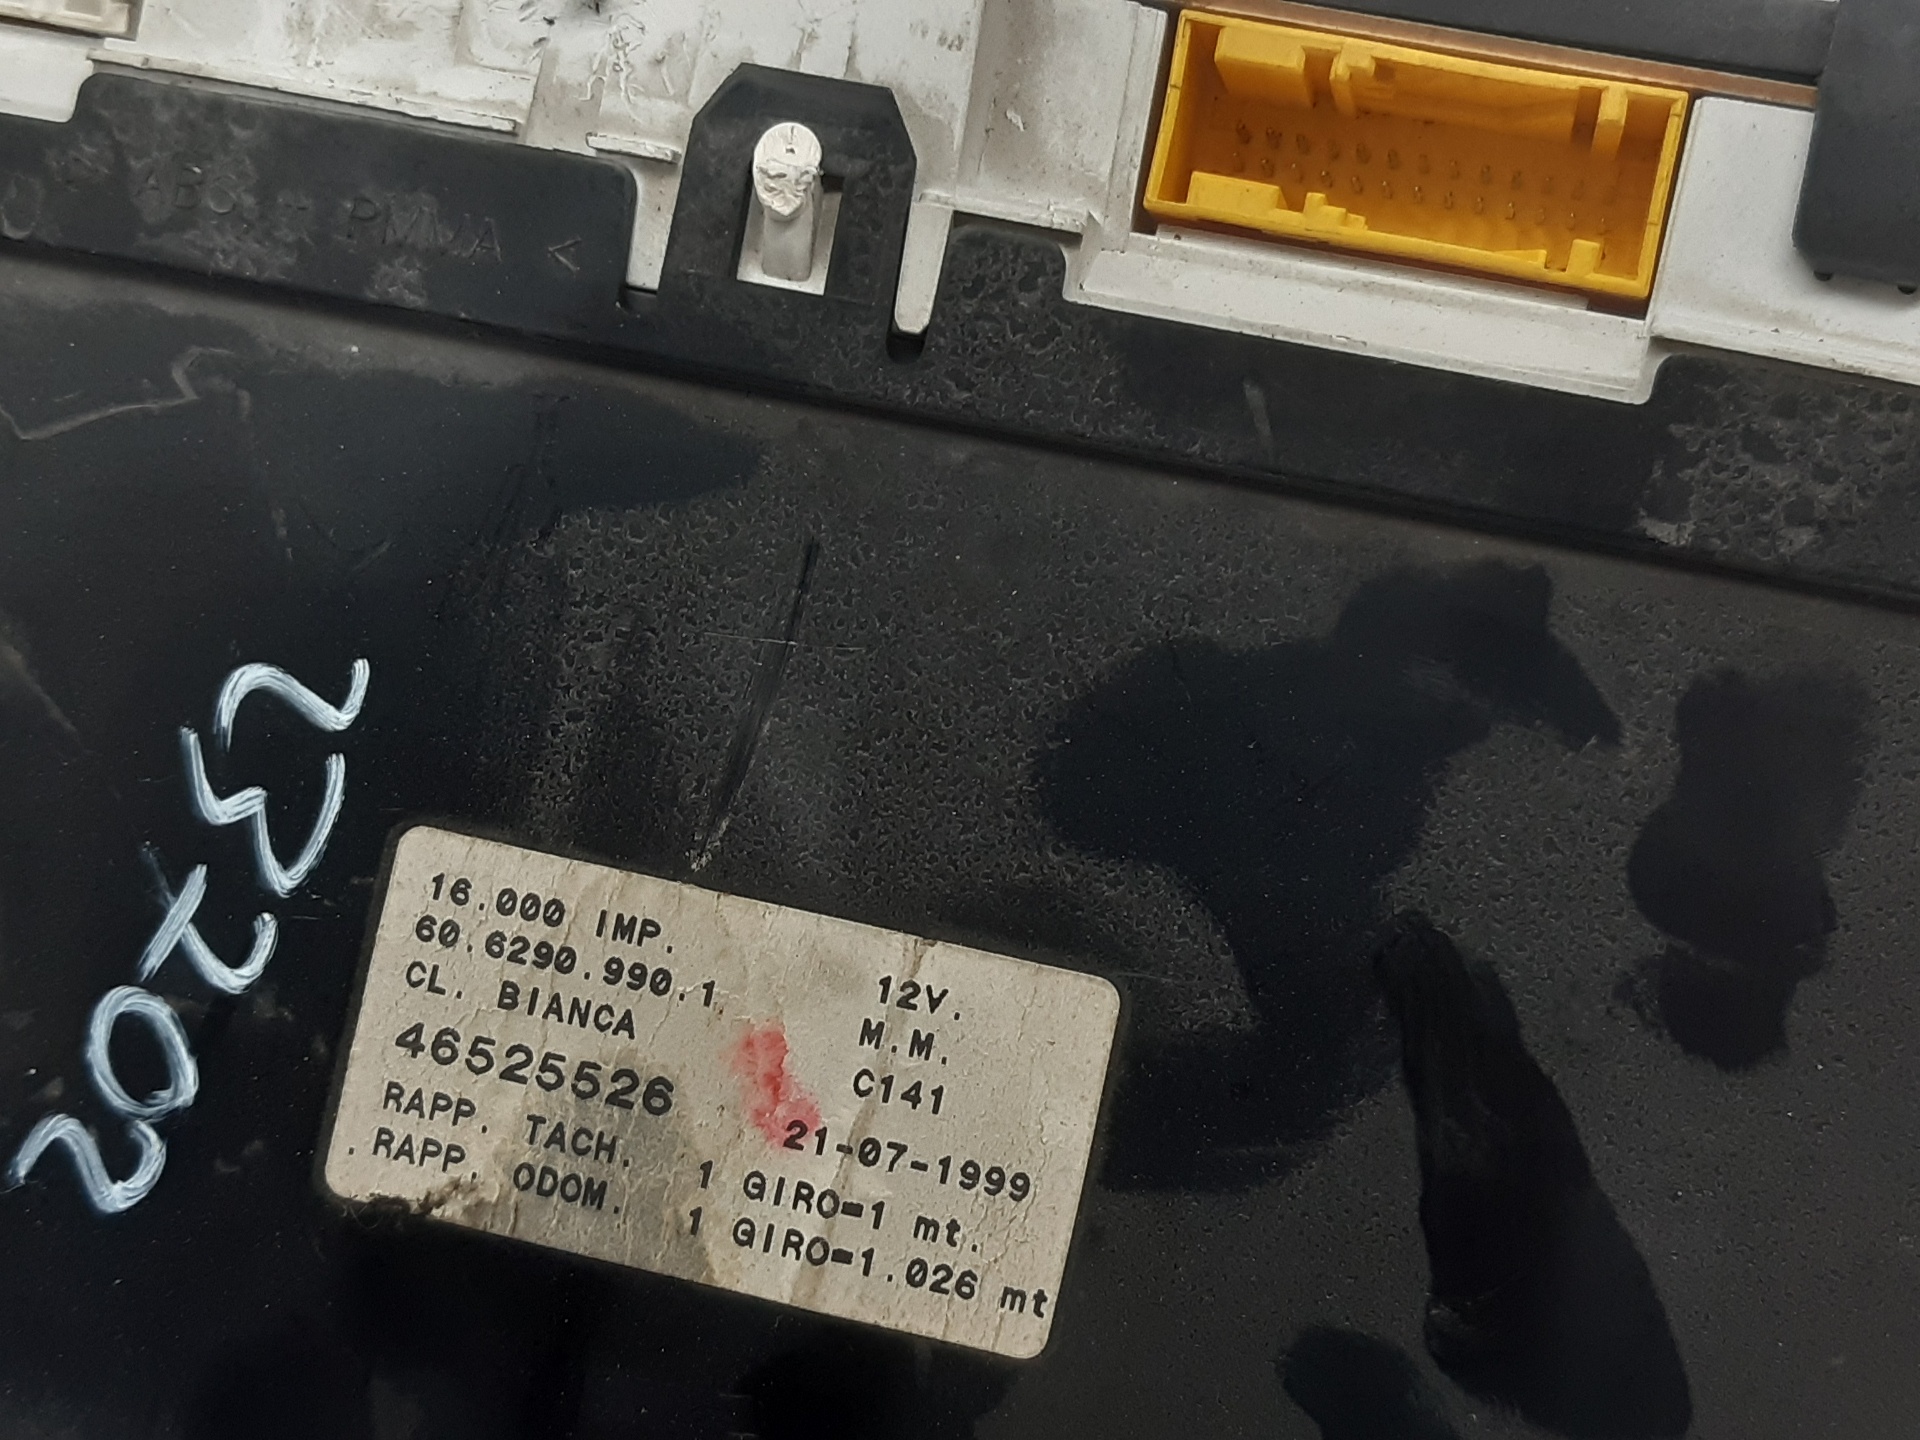 ABS - PMMA <
16.000 IMP.
60.6290.990.1
CL. BIANCA
46525526
RAPP. TACH. 1 GIRO=1 mt.
. RAPP. ODOM. 1 GIRO=1.026 mt
12V.
M.M.
C141
21-07-1999